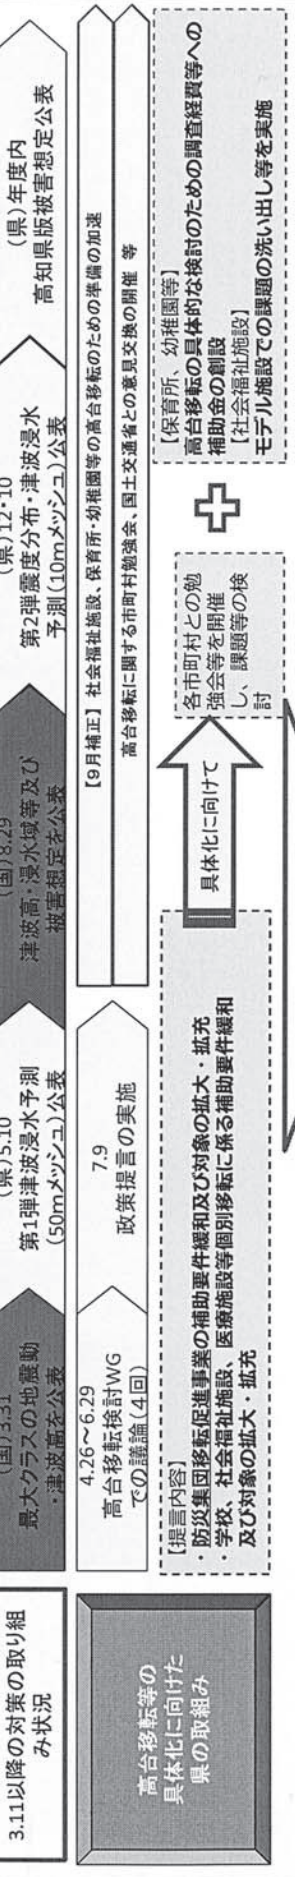 3.11以降の対策の取り組
み状況
(国)3.31
最大クラスの地震動
・津波高を公表
(県)5.10
第1弾津波浸水予測
(50mメッシュ)公表
(国)8.29
津波高・浸水域等及び
被害想定を公表
(県)12・10
第2弾震度分布・津波浸水
予測(10mメッシュ)公表
(県)年度内
高知県版被害想定公表
高台移転等の
具体化に向けた
県の取組み
4.26～6.29
高台移転検討WG
での議論(4回)
7.9
政策提言の実施
【9月補正】社会福祉施設、保育所・幼稚園等の高台移転のための準備の加速
高台移転に関する市町村勉強会、国土交通省との意見交換の開催 等
【提言内容】
・防災集団移転促進事業の補助要件緩和及び対象の拡大・拡充
・学校、社会福祉施設、医療施設等個別移転に係る補助要件緩和
及び対象の拡大・拡充
具体化に向けて
各市町村との勉
強会等を開催
し、課題等の検
討
【保育所、幼稚園等】
高台移転の具体的な検討のための調査経費等への
補助金の創設
【社会福祉施設】
モデル施設での課題の洗い出し等を実施